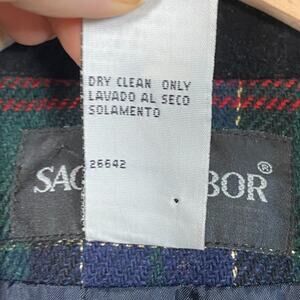 DRY CLEAN ONLY
LAVADO AL SECO
SOLAMENTO
26642
SAG BOR®